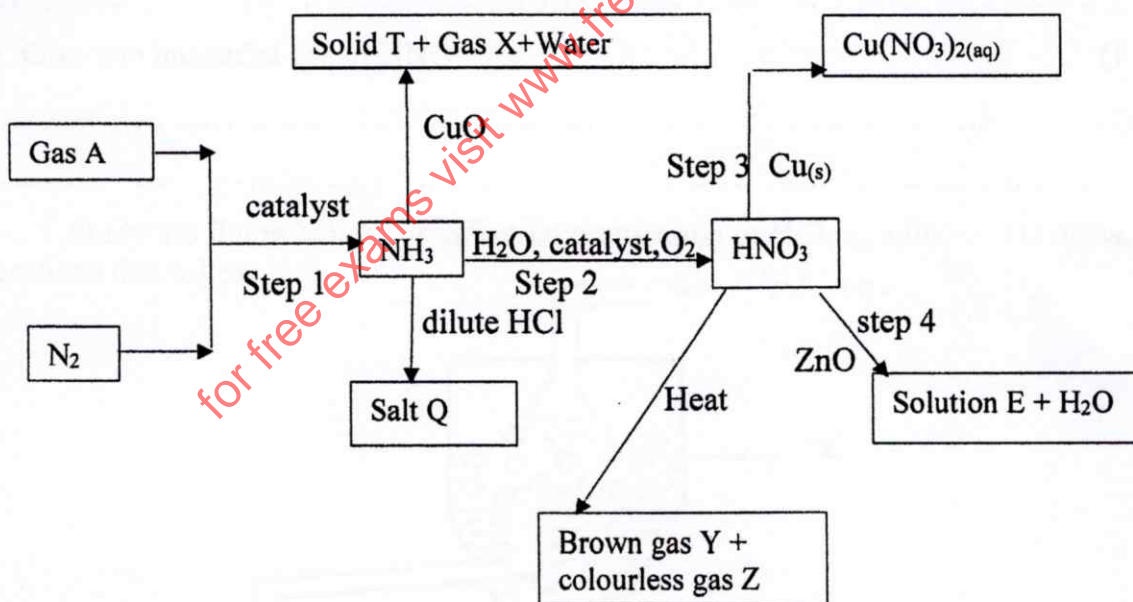 Solid T + Gas X+Water
Cu(NO₃)₂(aq)
CuO
Gas A
Step 3 Cu(s)
catalyst
NH₃
H₂O, catalyst,O₂
HNO₃
Step 1
Step 2
N₂
dilute HCl
step 4
ZnO
Salt Q
Heat
Solution E + H₂O
Brown gas Y +
colourless gas Z
for free exams visit www.fre